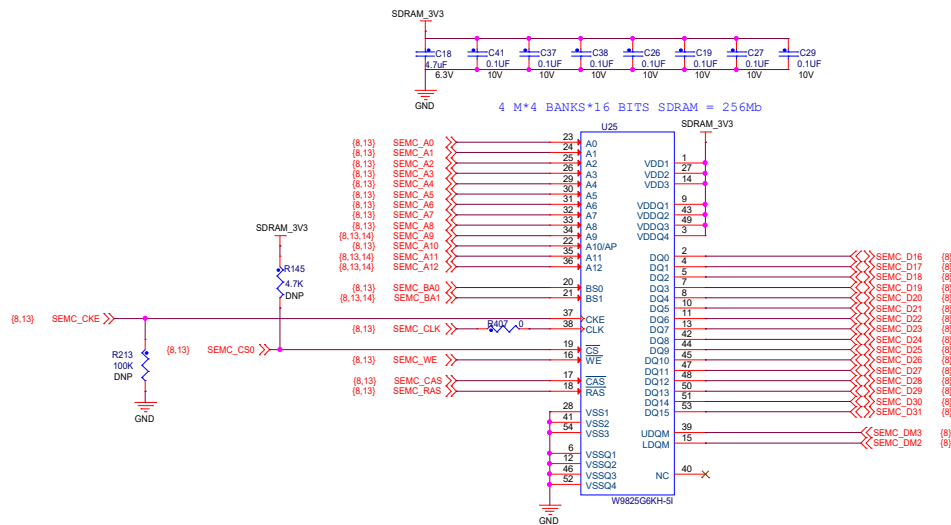 SDRAM_3V3
C18 C41 C37 C38 C26 C19 C27 C29
4.7uF 0.1UF 0.1UF 0.1UF 0.1UF 0.1UF 0.1UF 0.1UF
6.3V 10V 10V 10V 10V 10V 10V 10V
GND
4 M*4 BANKS*16 BITS SDRAM = 256Mb
U25 SDRAM_3V3
{8,13} SEMC_A0 23 A0
{8,13} SEMC_A1 24 A1
{8,13} SEMC_A2 25 A2 VDD1 1
{8,13} SEMC_A3 26 A3 VDD2 27
{8,13} SEMC_A4 29 A4 VDD3 14
{8,13} SEMC_A5 30 A5
{8,13} SEMC_A6 31 A6 VDDQ1 9
{8,13} SEMC_A7 32 A7 VDDQ2 43
{8,13} SEMC_A8 33 A8 VDDQ3 49
{8,13,14} SEMC_A9 34 A9 VDDQ4 3
{8,13} SEMC_A10 22 A10/AP
{8,13,14} SEMC_A11 35 A11 DQ0 2 SEMC_D16 {8}
{8,13,14} SEMC_A12 36 A12 DQ1 4 SEMC_D17 {8}
DQ2 5 SEMC_D18 {8}
{8,13} SEMC_BA0 20 BS0 DQ3 7 SEMC_D19 {8}
{8,13,14} SEMC_BA1 21 BS1 DQ4 8 SEMC_D20 {8}
DQ5 10 SEMC_D21 {8}
{8,13} SEMC_CKE 37 CKE DQ6 11 SEMC_D22 {8}
{8,13} SEMC_CLK R407 0 38 CLK DQ7 13 SEMC_D23 {8}
DQ8 42 SEMC_D24 {8}
{8,13} SEMC_CS0 19 CS DQ9 44 SEMC_D25 {8}
{8,13} SEMC_WE 16 WE DQ10 45 SEMC_D26 {8}
DQ11 47 SEMC_D27 {8}
{8,13} SEMC_CAS 17 CAS DQ12 48 SEMC_D28 {8}
{8,13} SEMC_RAS 18 RAS DQ13 50 SEMC_D29 {8}
DQ14 51 SEMC_D30 {8}
28 VSS1 DQ15 53 SEMC_D31 {8}
41 VSS2
54 VSS3 UDQM 39 SEMC_DM3 {8}
LDQM 15 SEMC_DM2 {8}
6 VSSQ1
12 VSSQ2
46 VSSQ3 NC 40
52 VSSQ4
W9825G6KH-5I
GND
SDRAM_3V3
R145
4.7K
DNP
R213
100K
DNP
GND